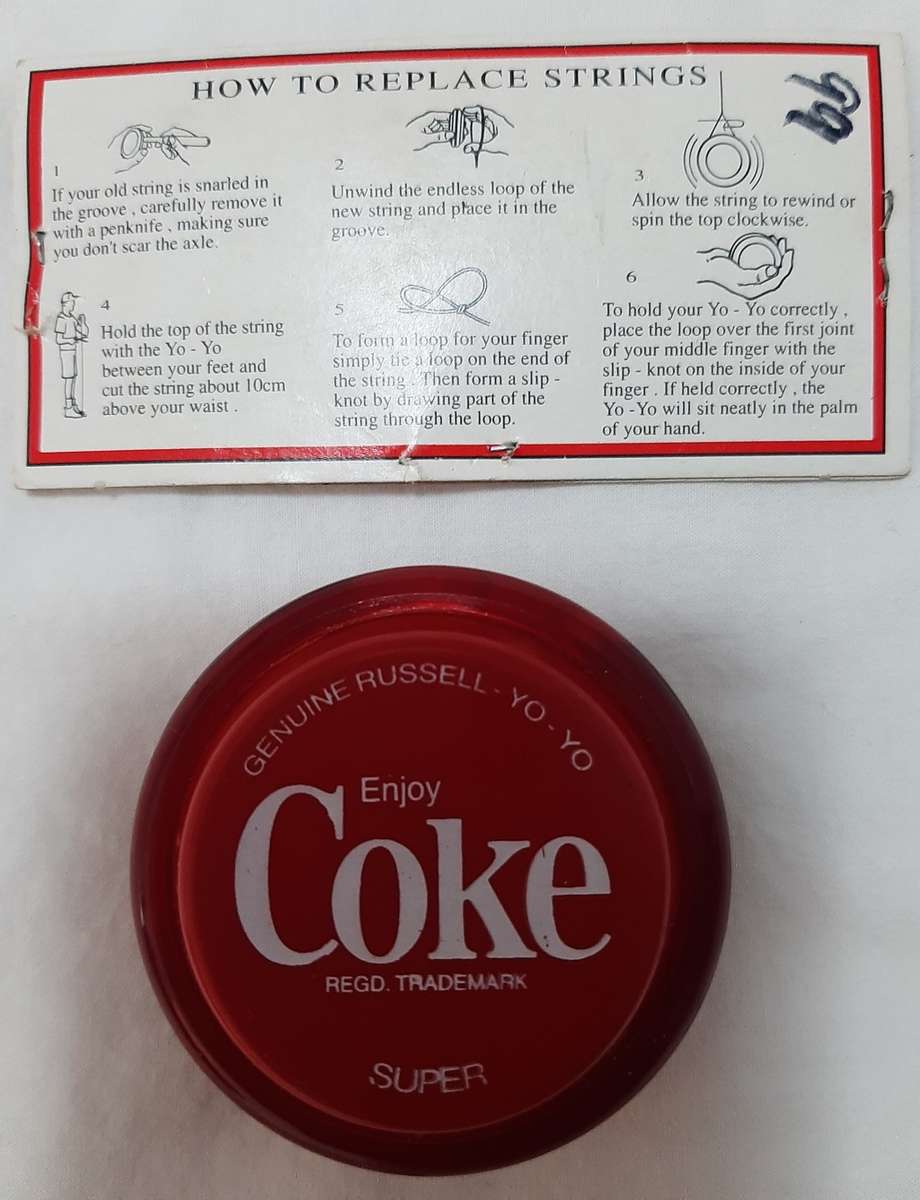 HOW TO REPLACE STRINGS
99
1
If your old string is snarled in
the groove , carefully remove it
with a penknife , making sure
you don't scar the axle.
2
Unwind the endless loop of the
new string and place it in the
groove.
3
Allow the string to rewind or
spin the top clockwise.
4
Hold the top of the string
with the Yo - Yo
between your feet and
cut the string about 10cm
above your waist .
5
To form a loop for your finger
simply tie a loop on the end of
the string . Then form a slip -
knot by drawing part of the
string through the loop.
6
To hold your Yo - Yo correctly ,
place the loop over the first joint
of your middle finger with the
slip - knot on the inside of your
finger . If held correctly , the
Yo - Yo will sit neatly in the palm
of your hand.
GENUINE RUSSELL - YO - YO
Enjoy
Coke
REGD. TRADEMARK
SUPER